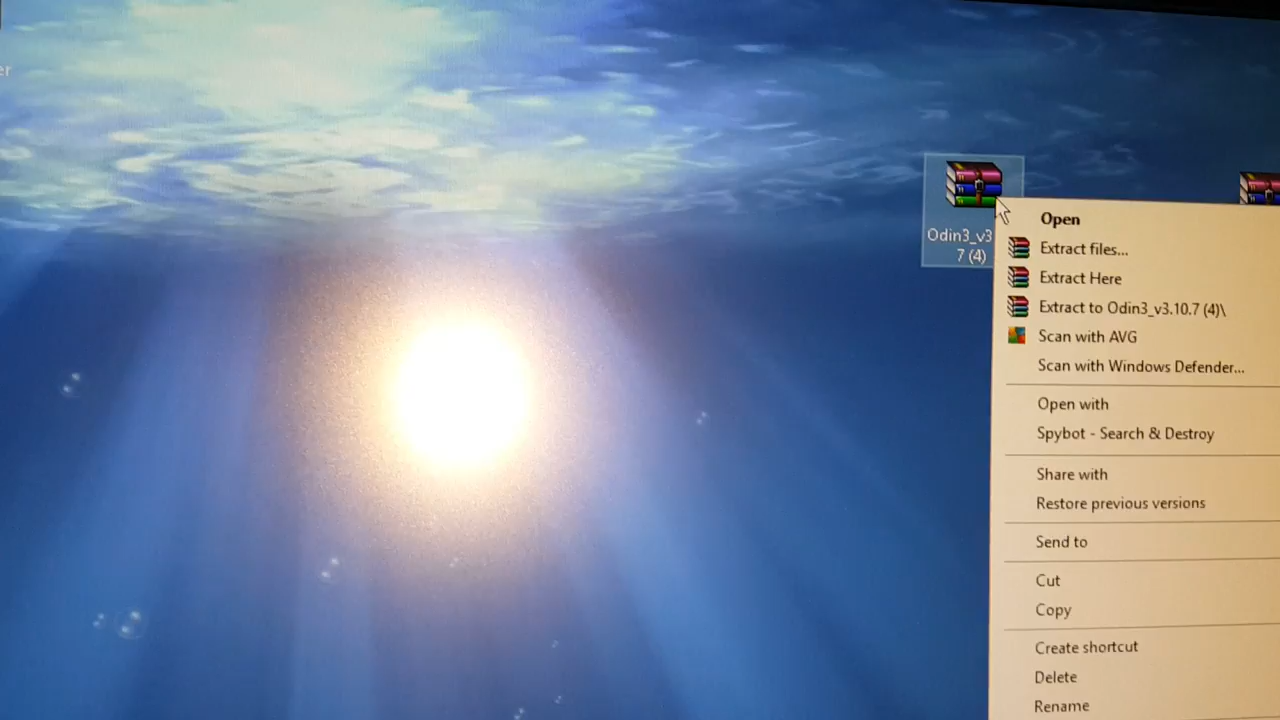 er
Odin3_v3
7 (4)
Open
Extract files...
Extract Here
Extract to Odin3_v3.10.7 (4)\
Scan with AVG
Scan with Windows Defender...
Open with
Spybot - Search & Destroy
Share with
Restore previous versions
Send to
Cut
Copy
Create shortcut
Delete
Rename